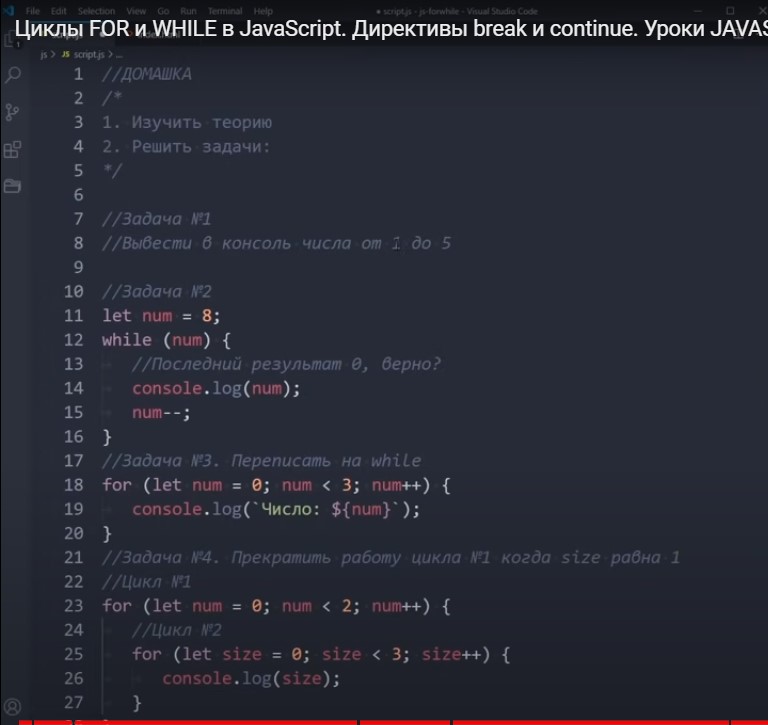 File Edit Selection View Go Run Terminal Help
● script.js - js-forwhile - Visual Studio Code
Циклы FOR и WHILE в JavaScript. Директивы break и continue. Уроки JAVAS
js > JS script.js > ...
1 //ДОМАШКА
2 /*
3 1. Изучить теорию
4 2. Решить задачи:
5 */
6
7 //Задача №1
8 //Вывести в консоль числа от 1 до 5
9
10 //Задача №2
11 let num = 8;
12 while (num) {
13 //Последний результат 0, верно?
14 console.log(num);
15 num--;
16 }
17 //Задача №3. Переписать на while
18 for (let num = 0; num < 3; num++) {
19 console.log(`Число: ${num}`);
20 }
21 //Задача №4. Прекратить работу цикла №1 когда size равна 1
22 //Цикл №1
23 for (let num = 0; num < 2; num++) {
24 //Цикл №2
25 for (let size = 0; size < 3; size++) {
26 console.log(size);
27 }